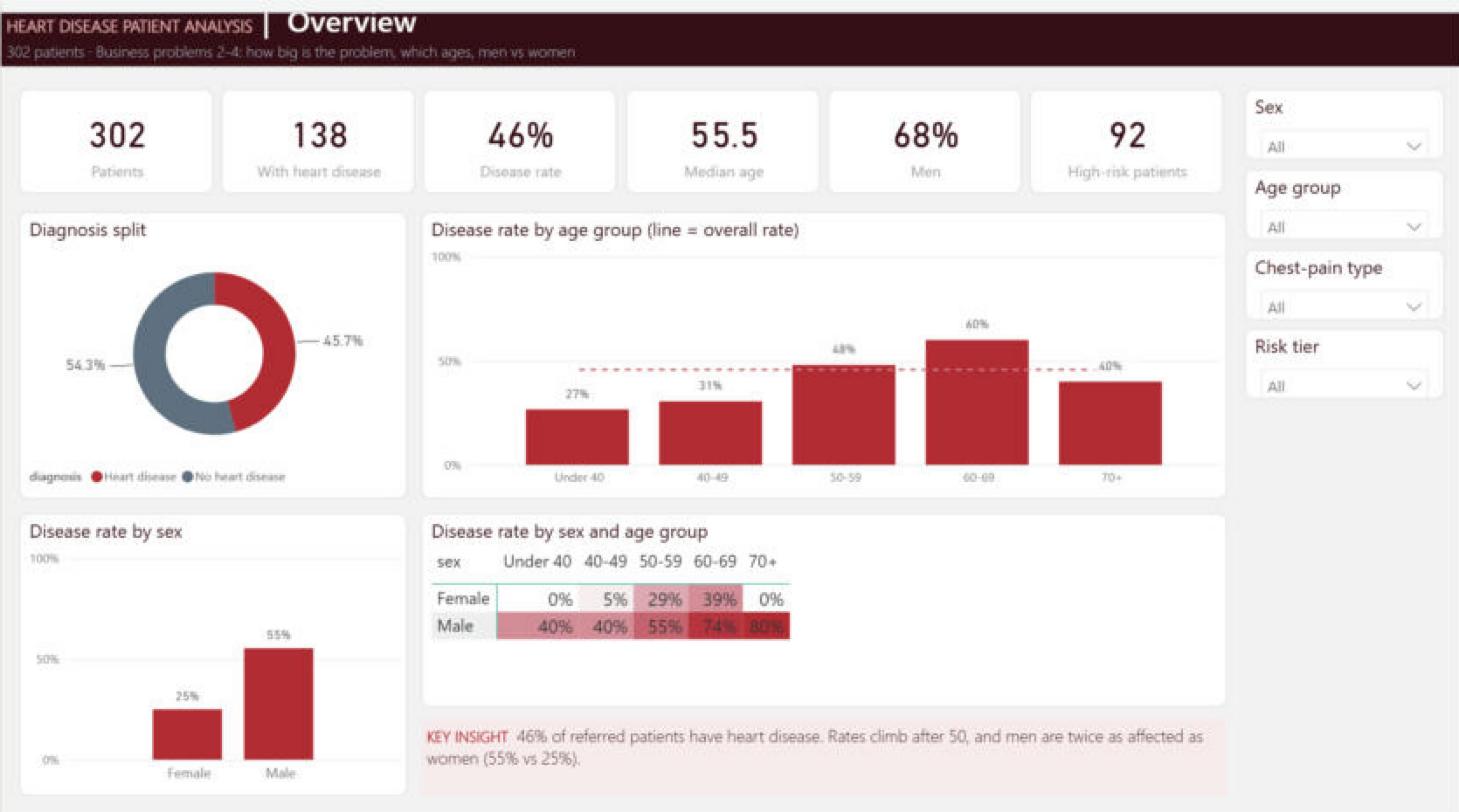 HEART DISEASE PATIENT ANALYSIS | Overview
302 patients · Business problems 2-4: how big is the problem, which ages, men vs women
302
Patients
138
With heart disease
46%
Disease rate
55.5
Median age
68%
Men
92
High-risk patients
Sex
All
Age group
All
Chest-pain type
All
Risk tier
All
Diagnosis split
45.7%
54.3%
diagnosis Heart disease No heart disease
Disease rate by age group (line = overall rate)
100%
50%
0%
27%
31%
48%
60%
40%
Under 40 40-49 50-59 60-69 70+
Disease rate by sex
100%
50%
0%
25%
55%
Female Male
Disease rate by sex and age group
sex Under 40 40-49 50-59 60-69 70+
Female 0% 5% 29% 39% 0%
Male 40% 40% 55% 74% 80%
KEY INSIGHT 46% of referred patients have heart disease. Rates climb after 50, and men are twice as affected as
women (55% vs 25%).